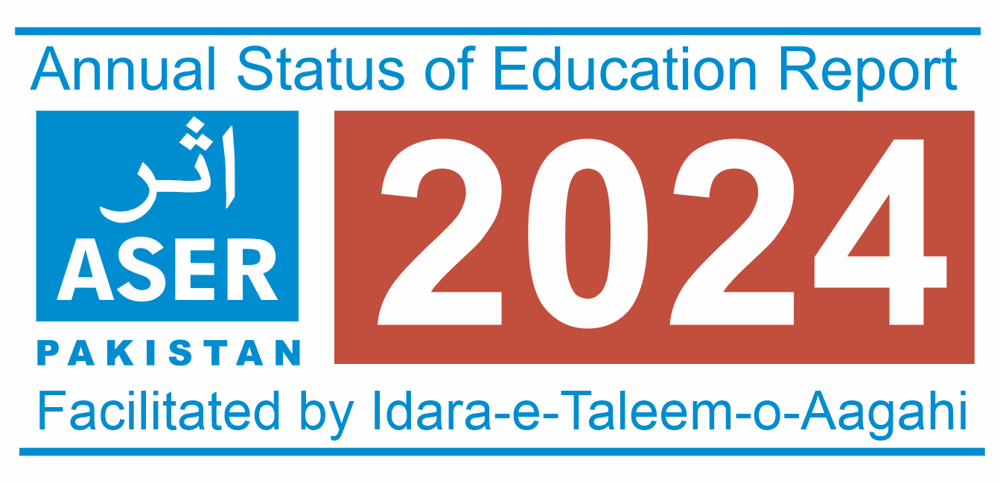 Annual Status of Education Report
اثر
ASER
PAKISTAN
2024
Facilitated by Idara-e-Taleem-o-Aagahi